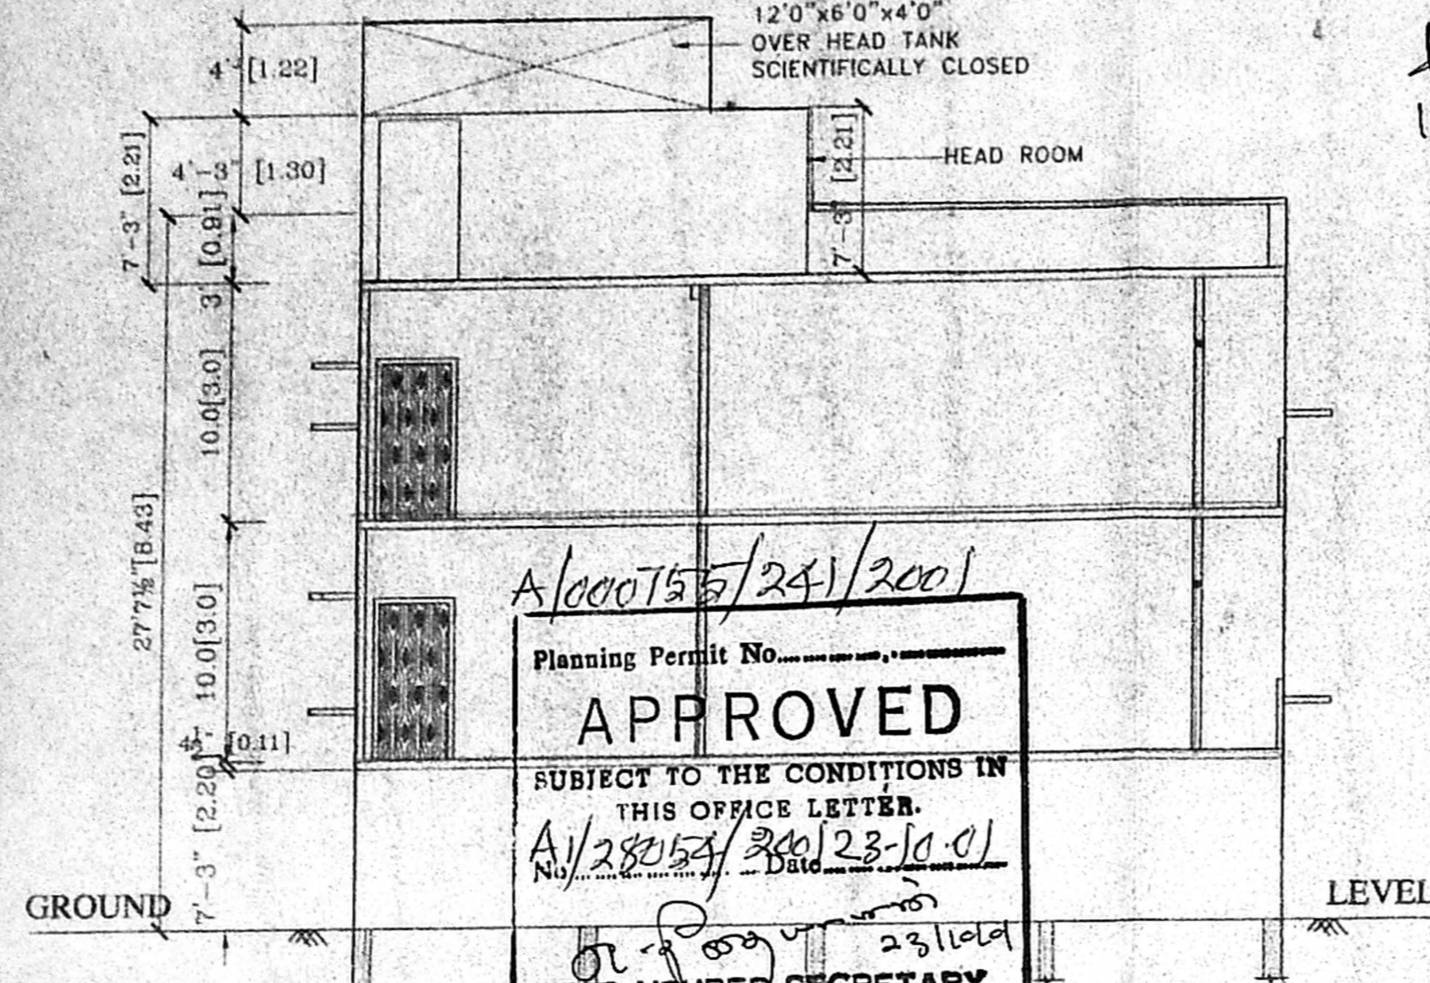 12'0"x6'0"x4'0"
OVER HEAD TANK
SCIENTIFICALLY CLOSED
4' [1.22]
7'-3" [2.21]
4'-3" [1.30]
7'-3" [2.21]
HEAD ROOM
3' [0.91]
10.0[3.0]
27'7½"[8.43]
10.0[3.0]
4½" [0.11]
7'-3" [2.20]
A/000755/241/2001
Planning Permit No
APPROVED
SUBJECT TO THE CONDITIONS IN
THIS OFFICE LETTER.
No A1/28054/2001 Date 23-10-01
GROUND
LEVEL
MEMBER SECRETARY